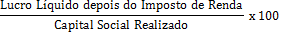 Lucro Líquido depois do Imposto de Renda
Capital Social Realizado
x 100